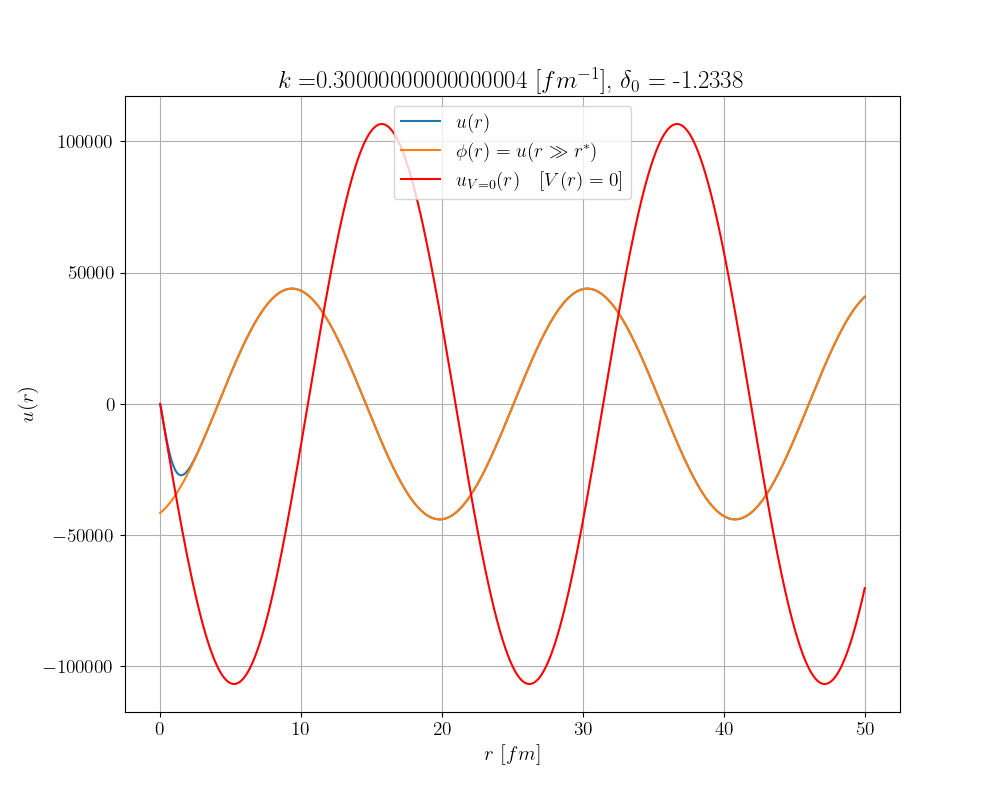 k =0.30000000000000004 [fm⁻¹], δ₀ = -1.2338
u(r)
ϕ(r) = u(r ≫ r*)
u_{V=0}(r) [V(r) = 0]
100000
50000
0
−50000
−100000
u(r)
0 10 20 30 40 50
r [fm]